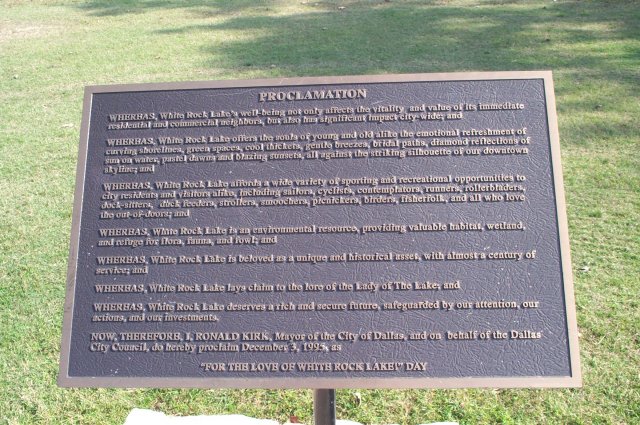 PROCLAMATION
WHEREAS, White Rock Lake's well-being not only affects the vitality and value of its immediate
residential and commercial neighbors, but also has significant impact city-wide; and
WHEREAS, White Rock Lake offers the souls of young and old alike the emotional refreshment of
curving shorelines, green spaces, cool thickets, gentle breezes, bridal paths, diamond reflections of
sun on water, pastel dawns and blazing sunsets, all against the striking silhouette of our downtown
skyline; and
WHEREAS, White Rock Lake affords a wide variety of sporting and recreational opportunities to
city residents and visitors alike, including sailors, cyclists, contemplators, runners, rollerbladers,
dock-sitters, duck feeders, strollers, smoochers, picnickers, birders, fisherfolk, and all who love
the out-of-doors; and
WHEREAS, White Rock Lake is an environmental resource, providing valuable habitat, wetland,
and refuge for flora, fauna, and fowl; and
WHEREAS, White Rock Lake is beloved as a unique and historical asset, with almost a century of
service; and
WHEREAS, White Rock Lake lays claim to the lore of the Lady of The Lake; and
WHEREAS, White Rock Lake deserves a rich and secure future, safeguarded by our attention, our
actions, and our investments.
NOW, THEREFORE, I, RONALD KIRK, Mayor of the City of Dallas, and on behalf of the Dallas
City Council, do hereby proclaim December 3, 1995, as
"FOR THE LOVE OF WHITE ROCK LAKE!" DAY